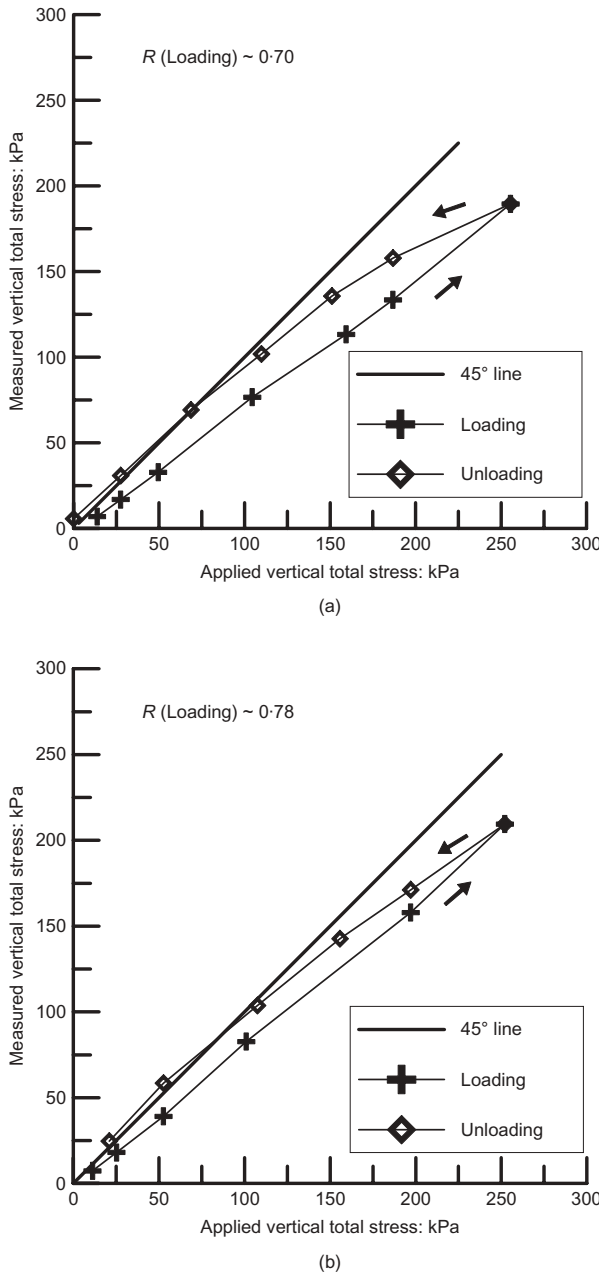 300
R (Loading) ~ 0·70
250
200
150
100
50
0
Measured vertical total stress: kPa
45° line
Loading
Unloading
0 50 100 150 200 250 300
Applied vertical total stress: kPa
(a)
300
R (Loading) ~ 0·78
250
200
150
100
50
0
Measured vertical total stress: kPa
45° line
Loading
Unloading
0 50 100 150 200 250 300
Applied vertical total stress: kPa
(b)